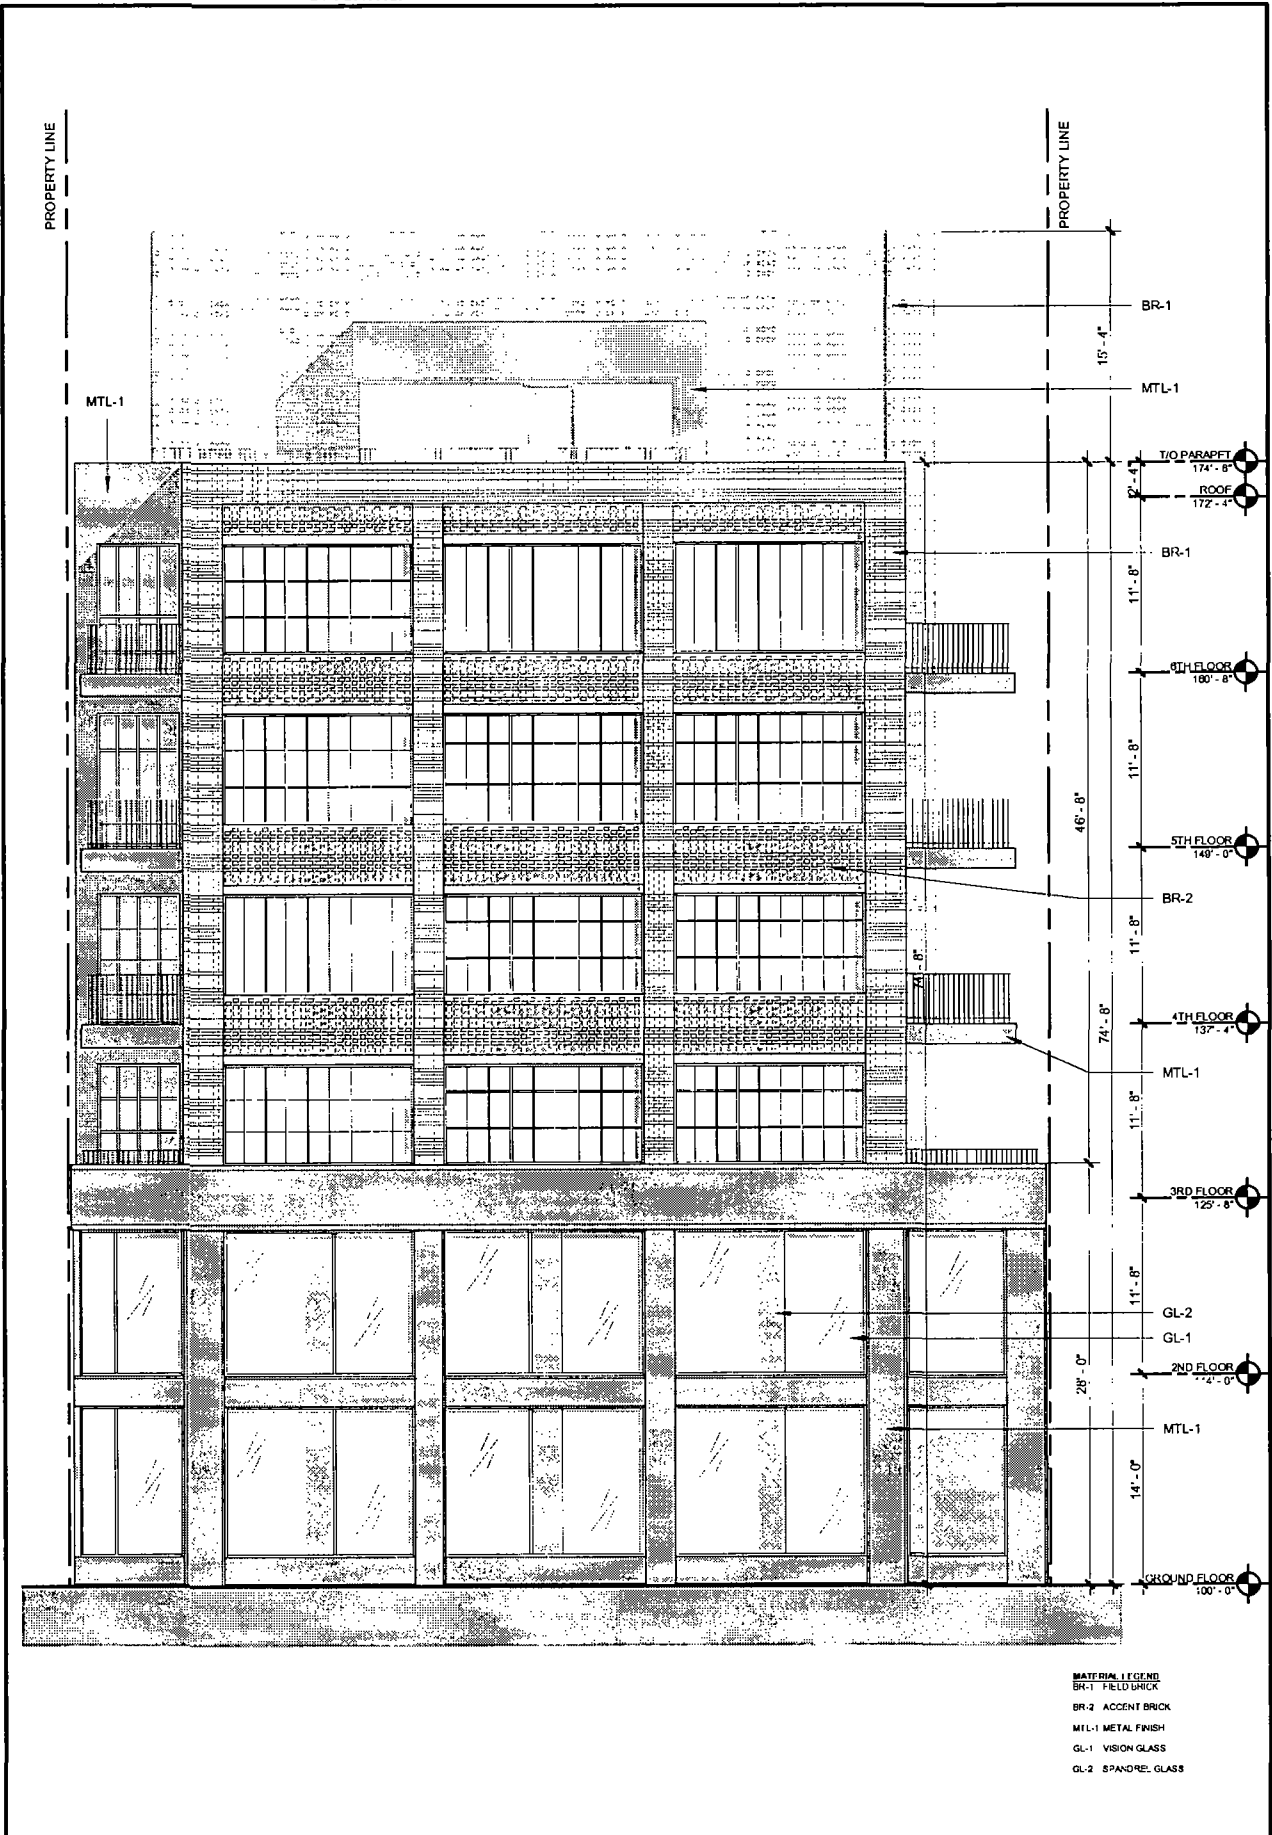 PROPERTY LINE
PROPERTY LINE
BR-1
15' - 4"
MTL-1
MTL-1
T/O PARAPET
174' - 8"
2' - 4"
ROOF
172' - 4"
BR-1
11' - 8"
6TH FLOOR
160' - 8"
11' - 8"
46' - 8"
5TH FLOOR
149' - 0"
BR-2
11' - 8"
74' - 8"
4TH FLOOR
137' - 4"
74' - 8"
MTL-1
11' - 8"
3RD FLOOR
125' - 8"
11' - 8"
GL-2
GL-1
2ND FLOOR
28' - 0"
MTL-1
14' - 0"
GROUND FLOOR
100' - 0"
MATERIAL LEGEND
BR-1 FIELD BRICK
BR-2 ACCENT BRICK
MTL-1 METAL FINISH
GL-1 VISION GLASS
GL-2 SPANDREL GLASS